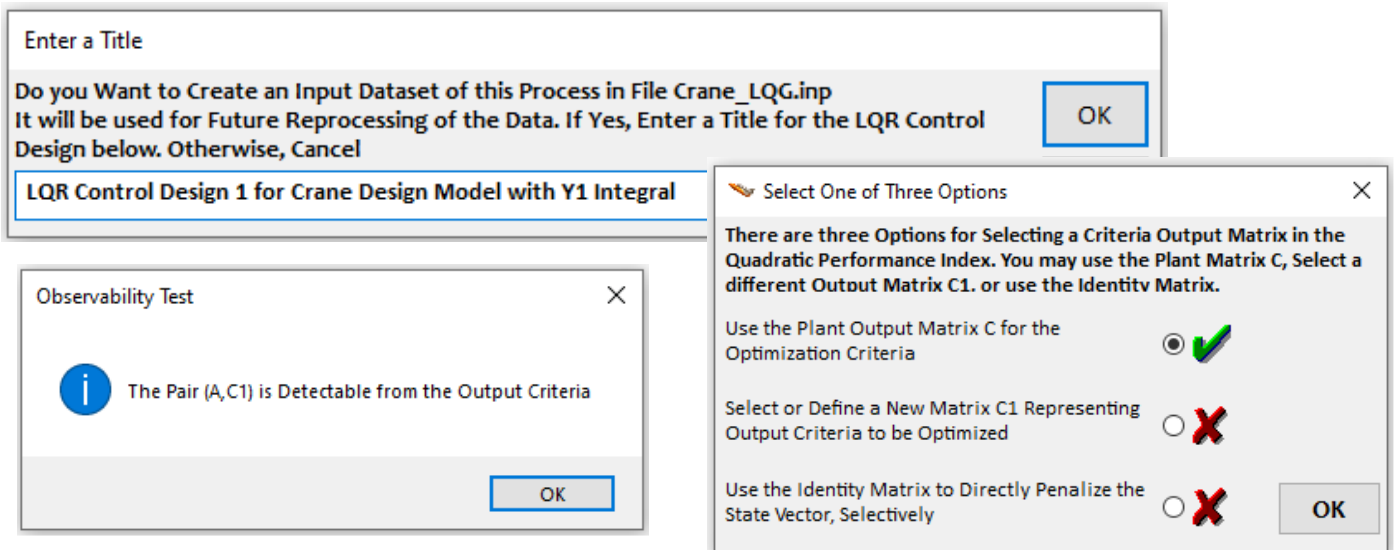 Enter a Title
Do you Want to Create an Input Dataset of this Process in File Crane_LQG.inp
It will be used for Future Reprocessing of the Data. If Yes, Enter a Title for the LQR Control
Design below. Otherwise, Cancel
OK
LQR Control Design 1 for Crane Design Model with Y1 Integral
Observability Test
The Pair (A,C1) is Detectable from the Output Criteria
OK
Select One of Three Options
There are three Options for Selecting a Criteria Output Matrix in the
Quadratic Performance Index. You may use the Plant Matrix C, Select a
different Output Matrix C1. or use the Identity Matrix.
Use the Plant Output Matrix C for the
Optimization Criteria
Select or Define a New Matrix C1 Representing
Output Criteria to be Optimized
Use the Identity Matrix to Directly Penalize the
State Vector, Selectively
OK